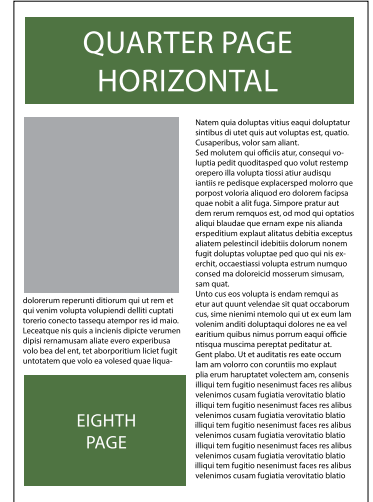 QUARTER PAGE
HORIZONTAL
dolorerum reperunti ditiorum qui ut rem et
qui venim volupta volupiendi delliti cuptati
torerio conecto tassequ atempor res id maio.
Leceatque nis quis a incienis dipicte verumen
dipisi rernamusam aliate evero experibusa
volo bea del ent, tet aborporitium liciet fugit
untotatem que volo ea volesed quae liqua-
EIGHTH
PAGE
Natem quia doluptas vitius eaqui doluptatur
sintibus di utet quis aut voluptas est, quatio.
Cusaperibus, volor sam aliant.
Sed molutem qui officiis atur, consequi vo-
luptia pedit quoditasped quo volut restemp
orepero illa volupta tiossi atiur audisqu
iantiis re pedisque explacersped molorro que
porpost voloria aliquod ero dolorem facipsa
quae nobit a alit fuga. Simpore pratur aut
dem rerum remquos est, od mod qui optatios
aliqui blaudae que ernam expe nis alianda
erspeditium explaut alitatus debitia exceptus
aliatem pelestincil idebitiis dolorum nonem
fugit doluptas voluptae ped quo qui nis ex-
erchit, occaestiassi volupta estrum numquo
consed ma doloreicid mosserum simusam,
sam quat.
Unto cus eos volupta is endam remqui as
etur aut quunt velendae sit quat occaborum
cus, sime nienimi ntemolo qui ut ex eum lam
volenim anditi doluptaqui dolores ne ea vel
earitium quibus nimus porrum eaqui officie
ntisqua muscima pereptat peditatur at.
Gent plabo. Ut et auditatis res eate occum
lam am volorro con coruntiis mo explaut
plia erum haruptatet volectem am, consenis
illiqui tem fugitio nesenimust faces res alibus
velenimos cusam fugiatia verovitatio blatio
illiqui tem fugitio nesenimust faces res alibus
velenimos cusam fugiatia verovitatio blatio
illiqui tem fugitio nesenimust faces res alibus
velenimos cusam fugiatia verovitatio blatio
illiqui tem fugitio nesenimust faces res alibus
velenimos cusam fugiatia verovitatio blatio
illiqui tem fugitio nesenimust faces res alibus
velenimos cusam fugiatia verovitatio blatio